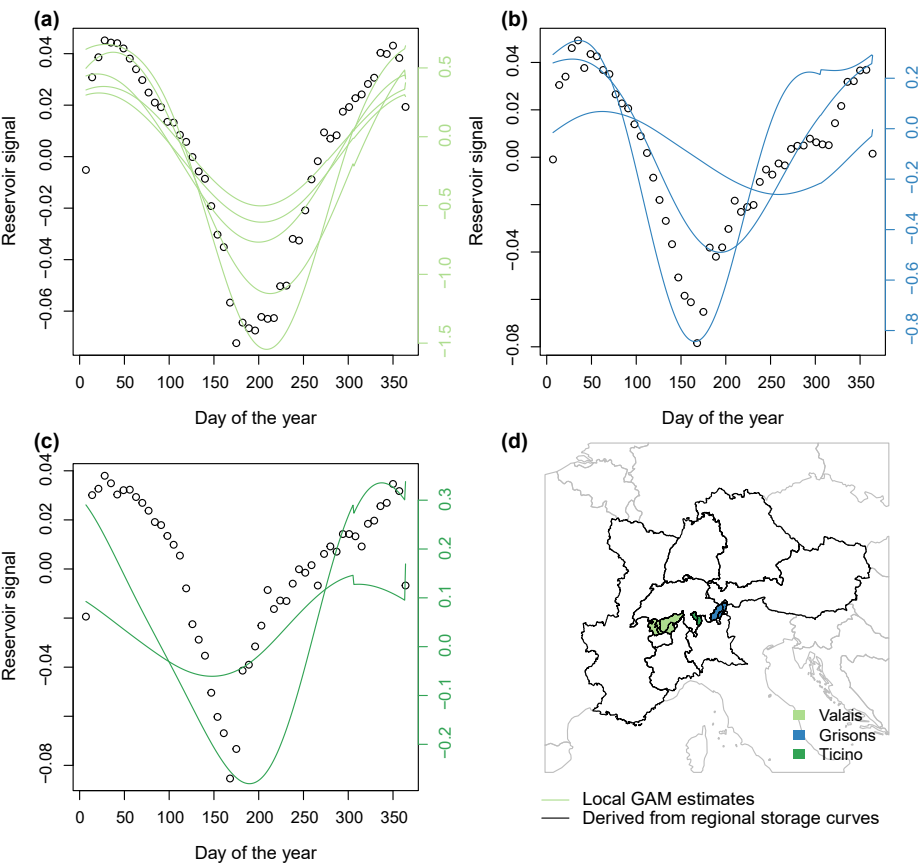 (a)
Reservoir signal
0.04
0.02
0.00
−0.02
−0.04
−0.06
0.5
0.0
−0.5
−1.0
−1.5
0 50 100 150 200 250 300 350
Day of the year
(b)
Reservoir signal
0.04
0.02
0.00
−0.04
−0.08
0.2
0.0
−0.2
−0.4
−0.6
−0.8
0 50 100 150 200 250 300 350
Day of the year
(c)
Reservoir signal
0.04
0.00
−0.04
−0.08
0.3
0.2
0.1
0.0
−0.1
−0.2
0 50 100 150 200 250 300 350
Day of the year
(d)
Valais
Grisons
Ticino
Local GAM estimates
Derived from regional storage curves